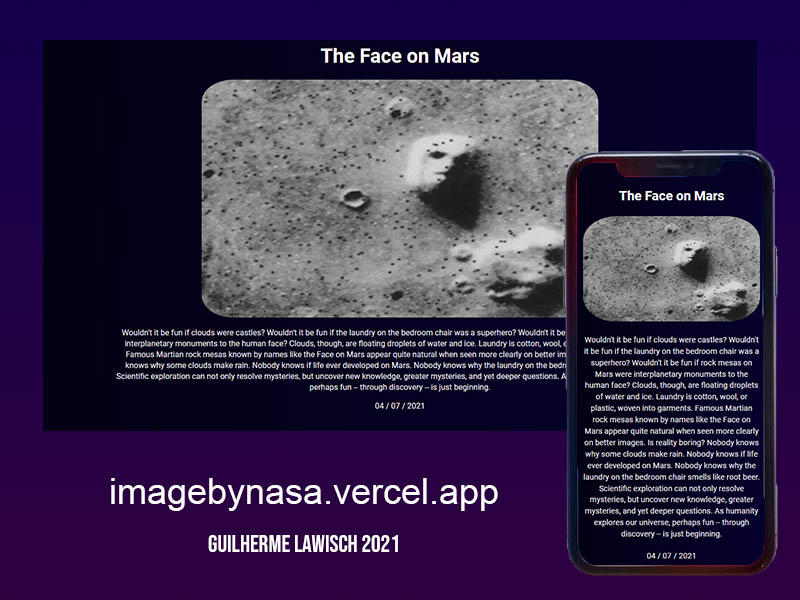 The Face on Mars
Wouldn't it be fun if clouds were castles? Wouldn't it be fun if the laundry on the bedroom chair was a superhero? Wouldn't it be
interplanetary monuments to the human face? Clouds, though, are floating droplets of water and ice. Laundry is cotton, wool,
Famous Martian rock mesas known by names like the Face on Mars appear quite natural when seen more clearly on better im
knows why some clouds make rain. Nobody knows if life ever developed on Mars. Nobody knows why the laundry on the bedr
Scientific exploration can not only resolve mysteries, but uncover new knowledge, greater mysteries, and yet deeper questions. A
perhaps fun -- through discovery -- is just beginning.
04 / 07 / 2021
The Face on Mars
Wouldn't it be fun if clouds were castles? Wouldn't
it be fun if the laundry on the bedroom chair was a
superhero? Wouldn't it be fun if rock mesas on
Mars were interplanetary monuments to the
human face? Clouds, though, are floating droplets
of water and ice. Laundry is cotton, wool, or
plastic, woven into garments. Famous Martian
rock mesas known by names like the Face on
Mars appear quite natural when seen more clearly
on better images. Is reality boring? Nobody knows
why some clouds make rain. Nobody knows if life
ever developed on Mars. Nobody knows why the
laundry on the bedroom chair smells like root beer.
Scientific exploration can not only resolve
mysteries, but uncover new knowledge, greater
mysteries, and yet deeper questions. As humanity
explores our universe, perhaps fun -- through
discovery -- is just beginning.
04 / 07 / 2021
imagebynasa.vercel.app
GUILHERME LAWISCH 2021